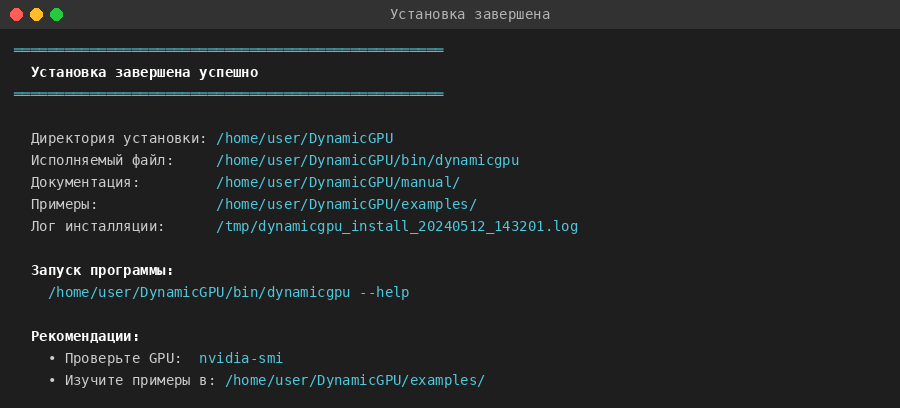 Установка завершена
══════════════════════════════════════════════════
Установка завершена успешно
══════════════════════════════════════════════════
Директория установки: /home/user/DynamicGPU
Исполняемый файл: /home/user/DynamicGPU/bin/dynamicgpu
Документация: /home/user/DynamicGPU/manual/
Примеры: /home/user/DynamicGPU/examples/
Лог инсталляции: /tmp/dynamicgpu_install_20240512_143201.log
Запуск программы:
/home/user/DynamicGPU/bin/dynamicgpu --help
Рекомендации:
• Проверьте GPU: nvidia-smi
• Изучите примеры в: /home/user/DynamicGPU/examples/